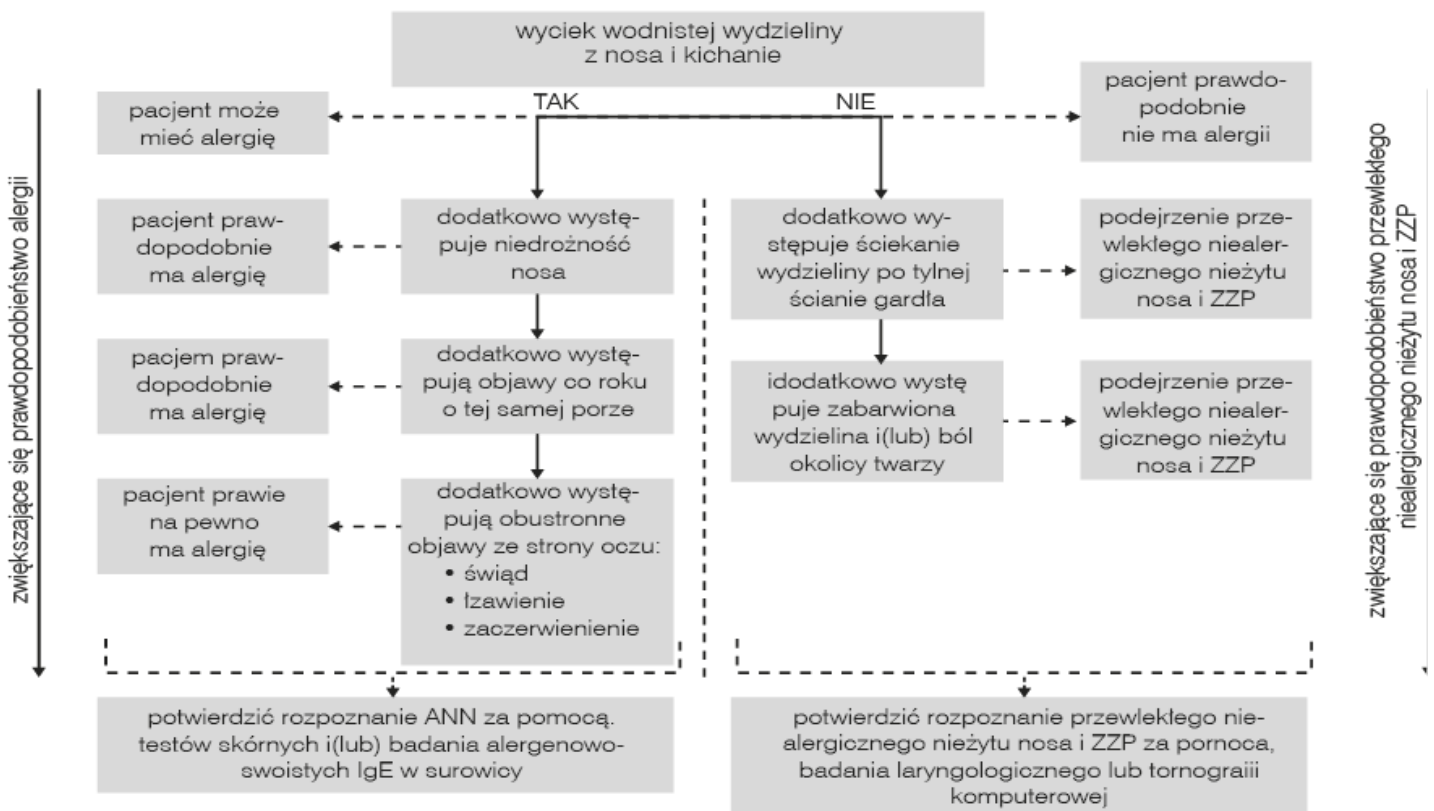 wyciek wodnistej wydzieliny
z nosa i kichanie
TAK
NIE
pacjent może
mieć alergię
pacjent prawdo-
podobnie
nie ma alergii
zwiększające się prawdopodobieństwo alergii
pacjent praw-
dopodobnie
ma alergię
dodatkowo wystę-
puje niedrożność
nosa
dodatkowo wy-
stępuje ściekanie
wydzieliny po tylnej
ścianie gardła
podejrzenie prze-
wlekłego niealer-
gicznego nieżytu
nosa i ZZP
zwiększające się prawdopodobieństwo przewlekłego
niealergicznego nieżytu nosa i ZZP
pacjem praw-
dopodobnie
ma alergię
dodatkowo wystę-
pują objawy co roku
o tej samej porze
idodatkowo wystę
puje zabarwiona
wydzielina i(lub) ból
okolicy twarzy
podejrzenie prze-
wlekłego niealer-
gicznego nieżytu
nosa i ZZP
pacjent prawie
na pewno
ma alergię
dodatkowo wystę-
pują obustronne
objawy ze strony oczu:
• świąd
• łzawienie
• zaczerwienienie
potwierdzić rozpoznanie ANN za pomocą.
testów skórnych i(lub) badania alergenowo-
swoistych IgE w surowicy
potwierdzić rozpoznanie przewlekłego nie-
alergicznego nieżytu nosa i ZZP za pornoca,
badania laryngologicznego lub tornograiii
komputerowej